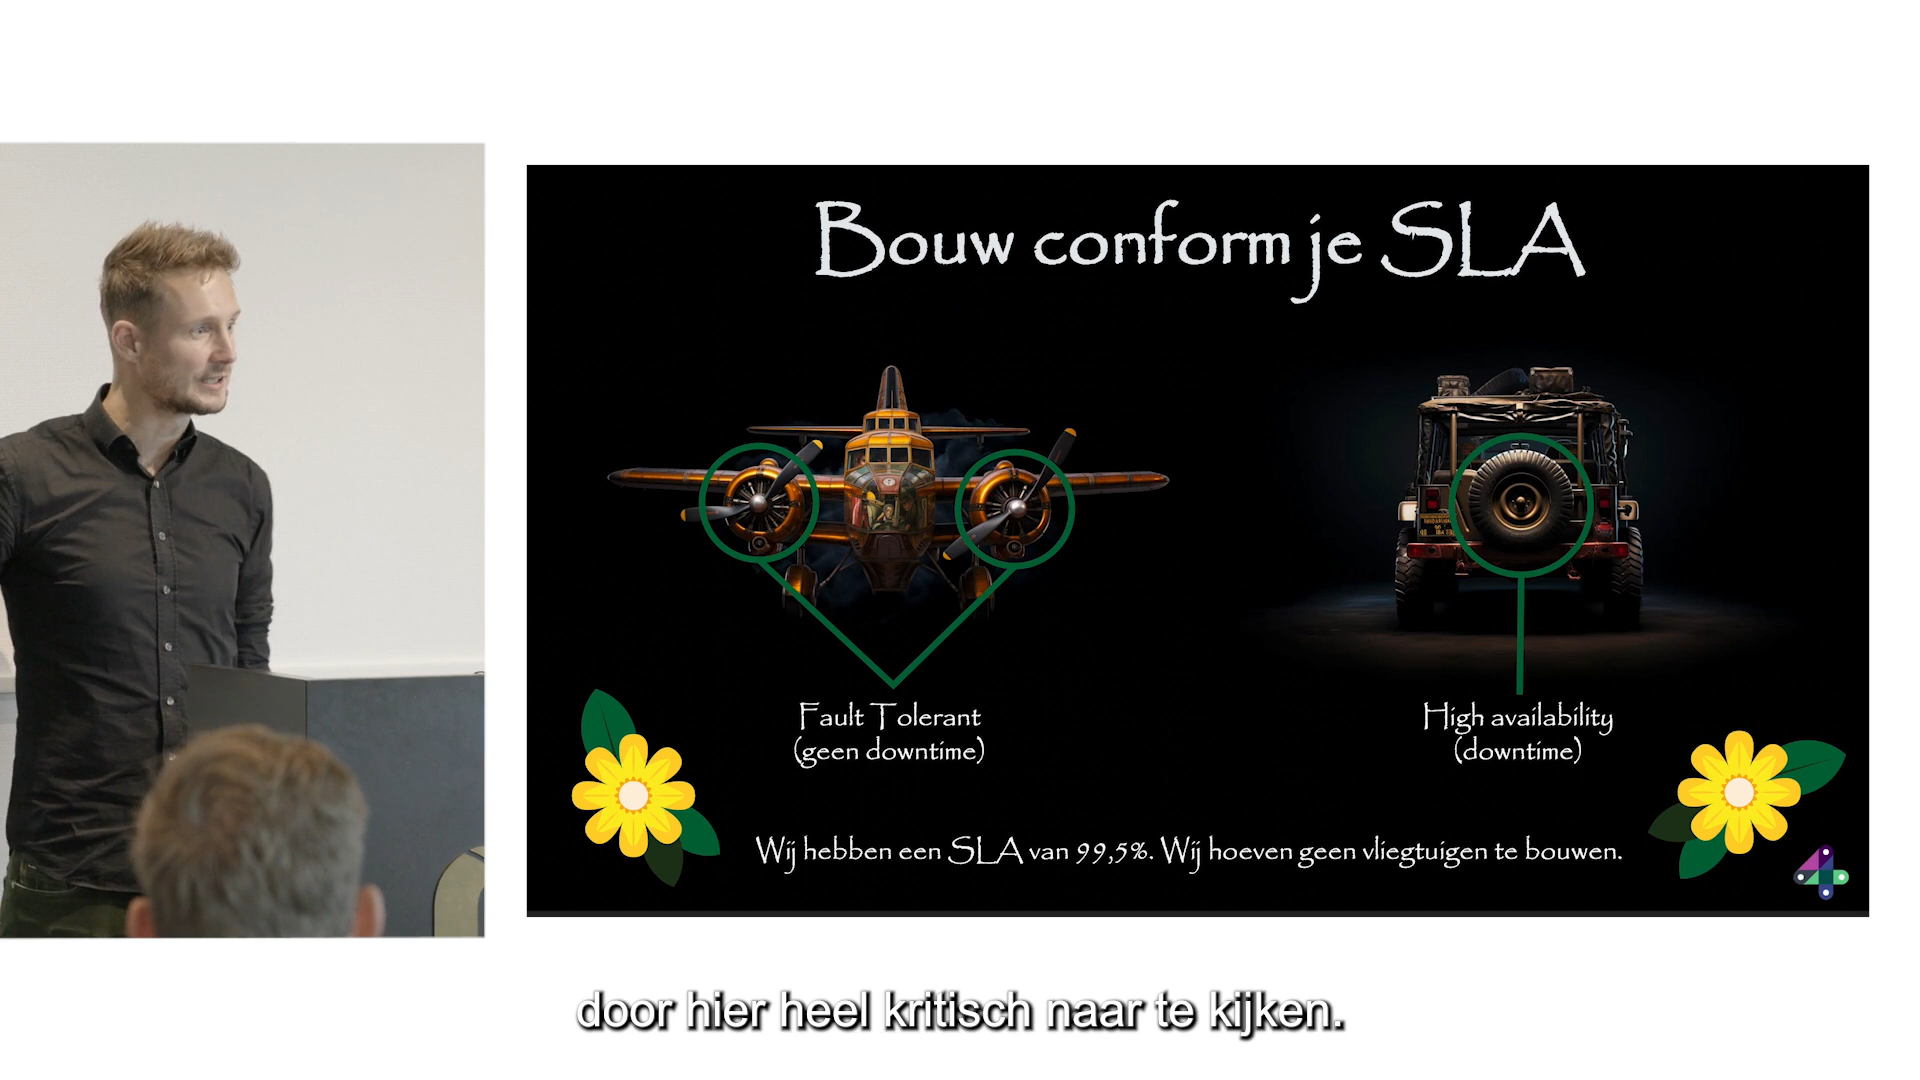 Bouw conform je SLA
Fault Tolerant
(geen downtime)
High availability
(downtime)
Wij hebben een SLA van 99,5%. Wij hoeven geen vliegtuigen te bouwen.
door hier heel kritisch naar te kijken.